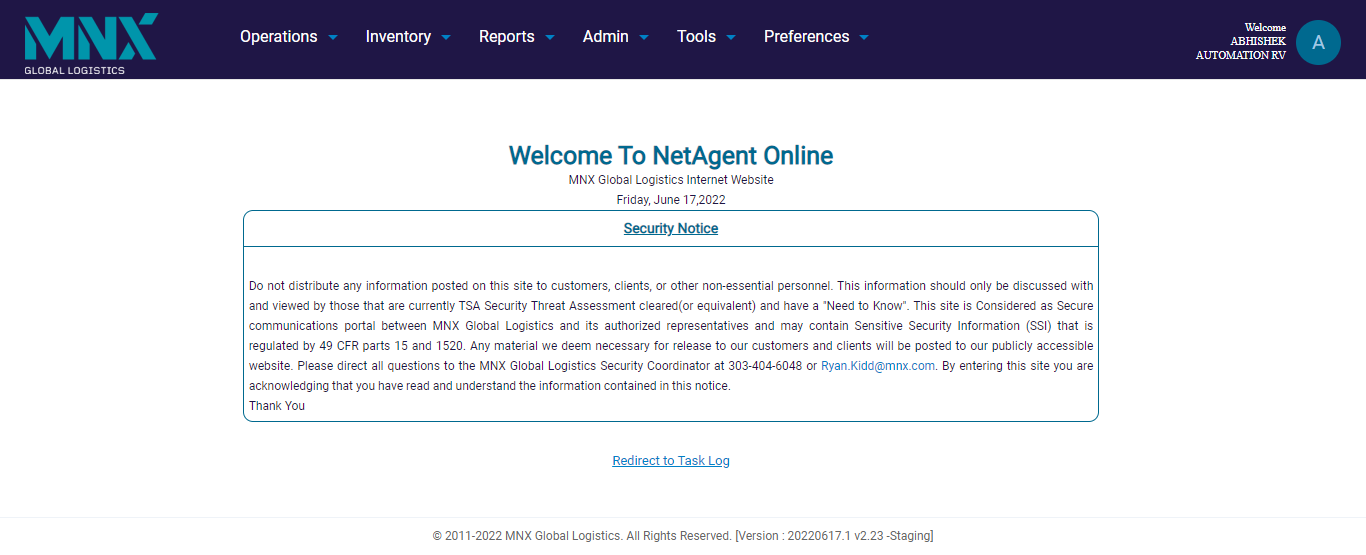 MNX
GLOBAL LOGISTICS
Operations Inventory Reports Admin Tools Preferences
Welcome
ABHISHEK
AUTOMATION RV
A
Welcome To NetAgent Online
MNX Global Logistics Internet Website
Friday, June 17,2022
Security Notice
Do not distribute any information posted on this site to customers, clients, or other non-essential personnel. This information should only be discussed with
and viewed by those that are currently TSA Security Threat Assessment cleared(or equivalent) and have a "Need to Know". This site is Considered as Secure
communications portal between MNX Global Logistics and its authorized representatives and may contain Sensitive Security Information (SSI) that is
regulated by 49 CFR parts 15 and 1520. Any material we deem necessary for release to our customers and clients will be posted to our publicly accessible
website. Please direct all questions to the MNX Global Logistics Security Coordinator at 303-404-6048 or Ryan.Kidd@mnx.com. By entering this site you are
acknowledging that you have read and understand the information contained in this notice.
Thank You
Redirect to Task Log
© 2011-2022 MNX Global Logistics. All Rights Reserved. [Version : 20220617.1 v2.23 -Staging]